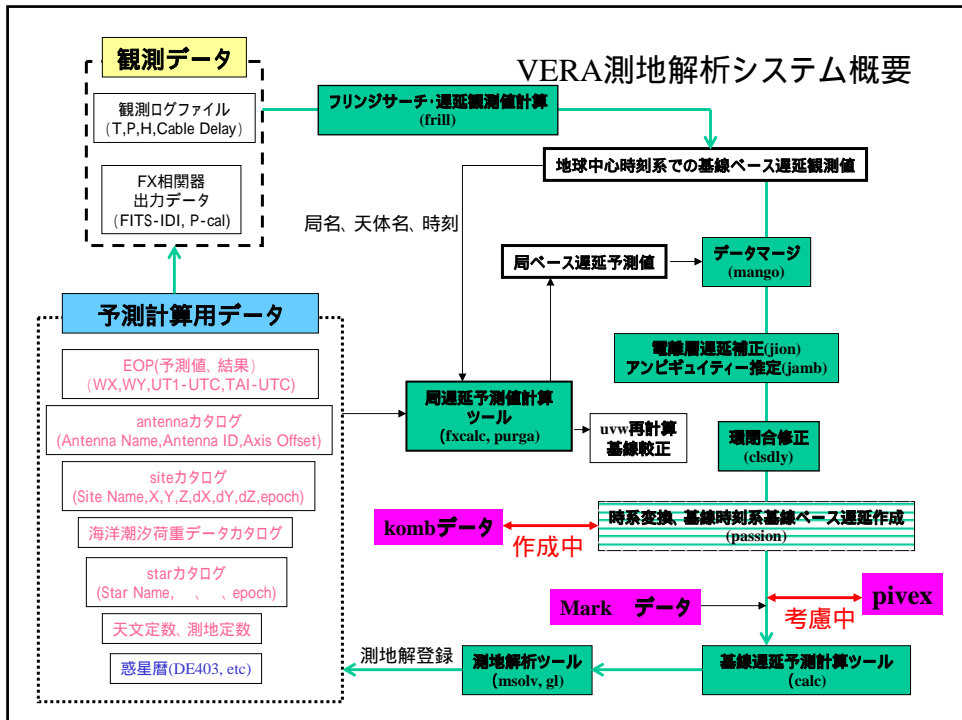 VERA測地解析システム概要
観測データ
観測ログファイル
(T,P,H,Cable Delay)
FX相関器
出力データ
(FITS-IDI, P-cal)
フリンジサーチ・遅延観測値計算
(frill)
地球中心時刻系での基線ベース遅延観測値
局名、天体名、時刻
局ベース遅延予測値
データマージ
(mango)
予測計算用データ
EOP(予測値、結果)
(WX,WY,UT1-UTC,TAI-UTC)
antennaカタログ
(Antenna Name,Antenna ID,Axis Offset)
siteカタログ
(Site Name,X,Y,Z,dX,dY,dZ,epoch)
海洋潮汐荷重データカタログ
starカタログ
(Star Name, 、 、epoch)
天文定数、測地定数
惑星暦(DE403, etc)
電離層遅延補正(jion)
アンビギュイティー推定(jamb)
局遅延予測値計算
ツール
(fxcalc, purga)
uvw再計算
基線較正
環閉合修正
(clsdly)
kombデータ
作成中
時系変換、基線時刻系基線ベース遅延作成
(passion)
Mark データ
pivex
考慮中
測地解登録
測地解析ツール
(msolv, gl)
基線遅延予測計算ツール
(calc)